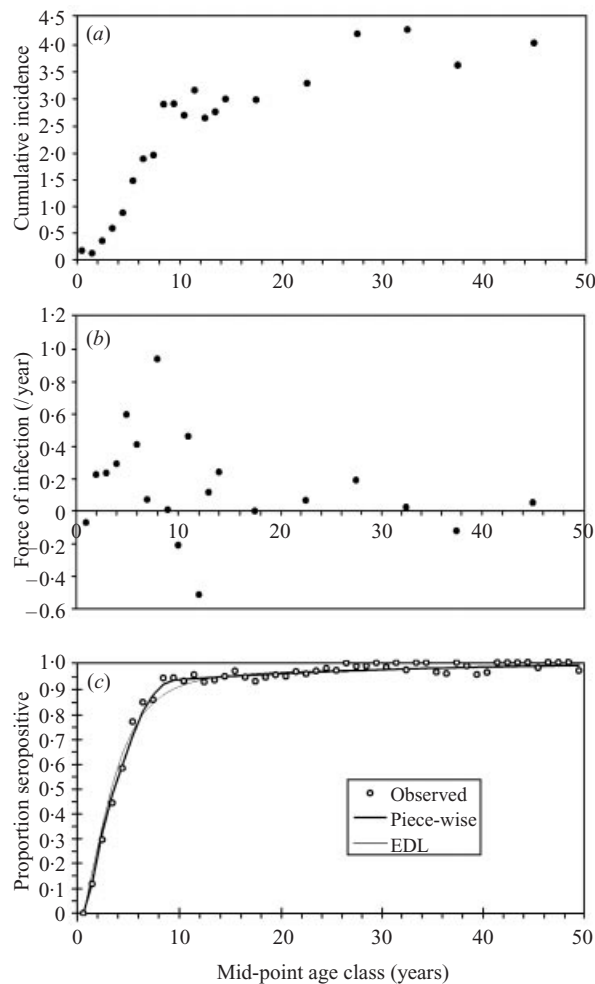 (a)
Cumulative incidence
4·5
4·0
3·5
3·0
2·5
2·0
1·5
1·0
0·5
0
0 10 20 30 40 50
(b)
Force of infection (/year)
1·2
1·0
0·8
0·6
0·4
0·2
0
−0·2
−0·4
−0·6
0 10 20 30 40 50
(c)
Proportion seropositive
1·0
0·9
0·8
0·7
0·6
0·5
0·4
0·3
0·2
0·1
0
Observed
Piece-wise
EDL
0 10 20 30 40 50
Mid-point age class (years)